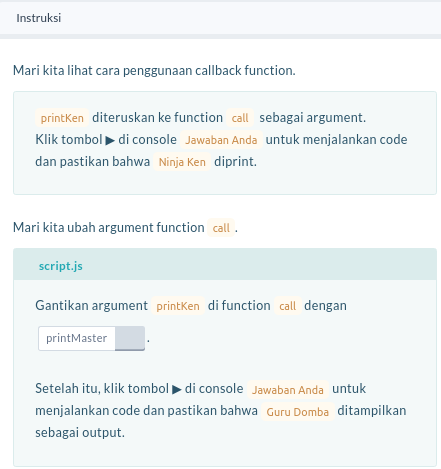 Instruksi
Mari kita lihat cara penggunaan callback function.
printKen diteruskan ke function call sebagai argument.
Klik tombol ▶ di console Jawaban Anda untuk menjalankan code
dan pastikan bahwa Ninja Ken diprint.
Mari kita ubah argument function call .
script.js
Gantikan argument printKen di function call dengan
printMaster .
Setelah itu, klik tombol ▶ di console Jawaban Anda untuk
menjalankan code dan pastikan bahwa Guru Domba ditampilkan
sebagai output.